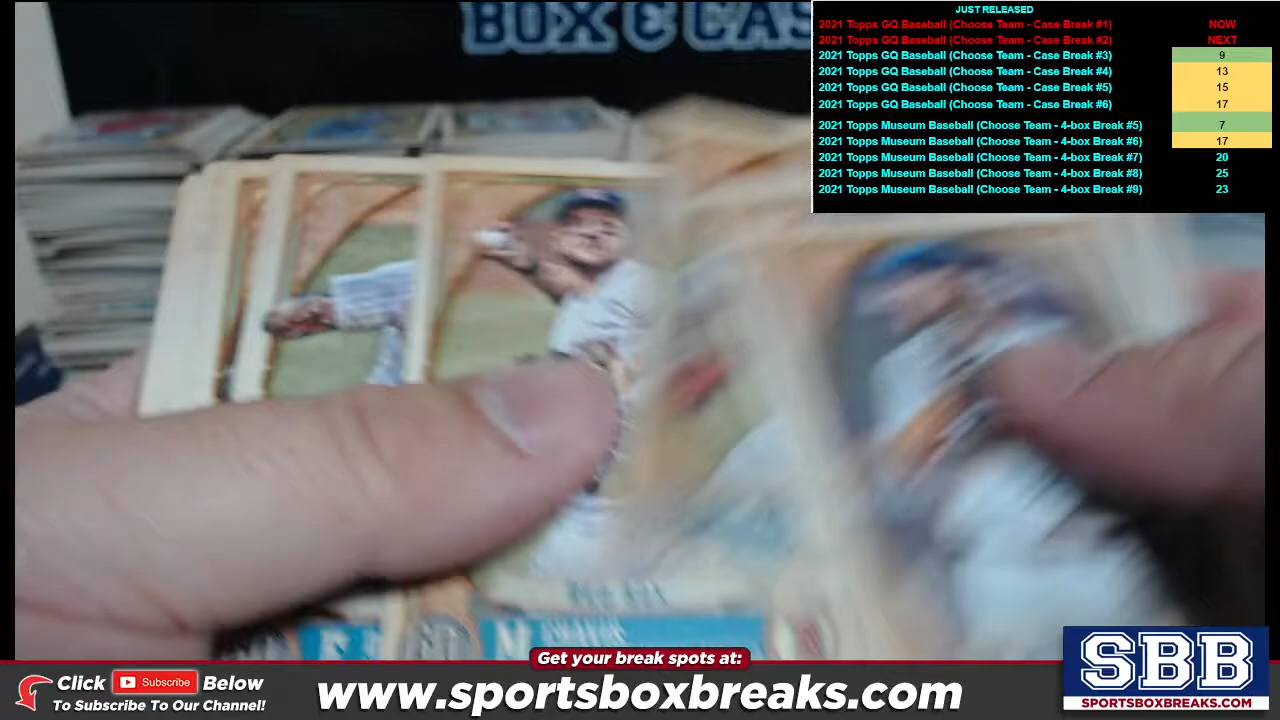 BOX & CAS
JUST RELEASED
2021 Topps GQ Baseball (Choose Team - Case Break #1) NOW
2021 Topps GQ Baseball (Choose Team - Case Break #2) NEXT
2021 Topps GQ Baseball (Choose Team - Case Break #3) 9
2021 Topps GQ Baseball (Choose Team - Case Break #4) 13
2021 Topps GQ Baseball (Choose Team - Case Break #5) 15
2021 Topps GQ Baseball (Choose Team - Case Break #6) 17
2021 Topps Museum Baseball (Choose Team - 4-box Break #5) 7
2021 Topps Museum Baseball (Choose Team - 4-box Break #6) 17
2021 Topps Museum Baseball (Choose Team - 4-box Break #7) 20
2021 Topps Museum Baseball (Choose Team - 4-box Break #8) 25
2021 Topps Museum Baseball (Choose Team - 4-box Break #9) 23
RED SOX
M CHAVIS
Get your break spots at:
Click Subscribe Below
To Subscribe To Our Channel!
www.sportsboxbreaks.com
SBB
SPORTSBOXBREAKS.COM